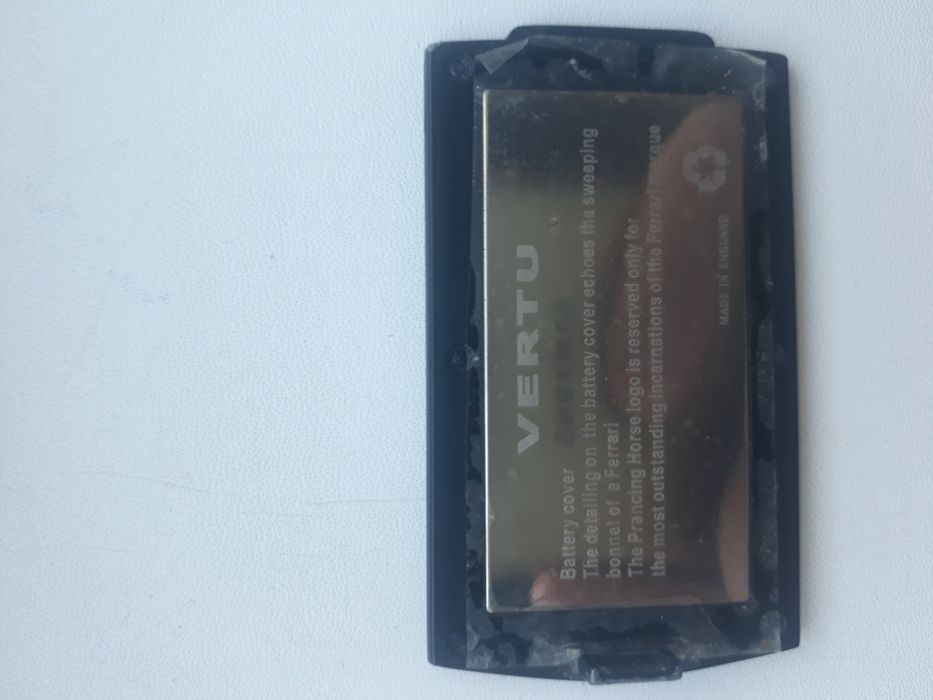 VERTU
Battery cover
The detailing on the battery cover echoes the sweeping
bonnet of a Ferrari
The Prancing Horse logo is reserved only for
the most outstanding incarnations of the Ferrari marque
MADE IN ENGLAND